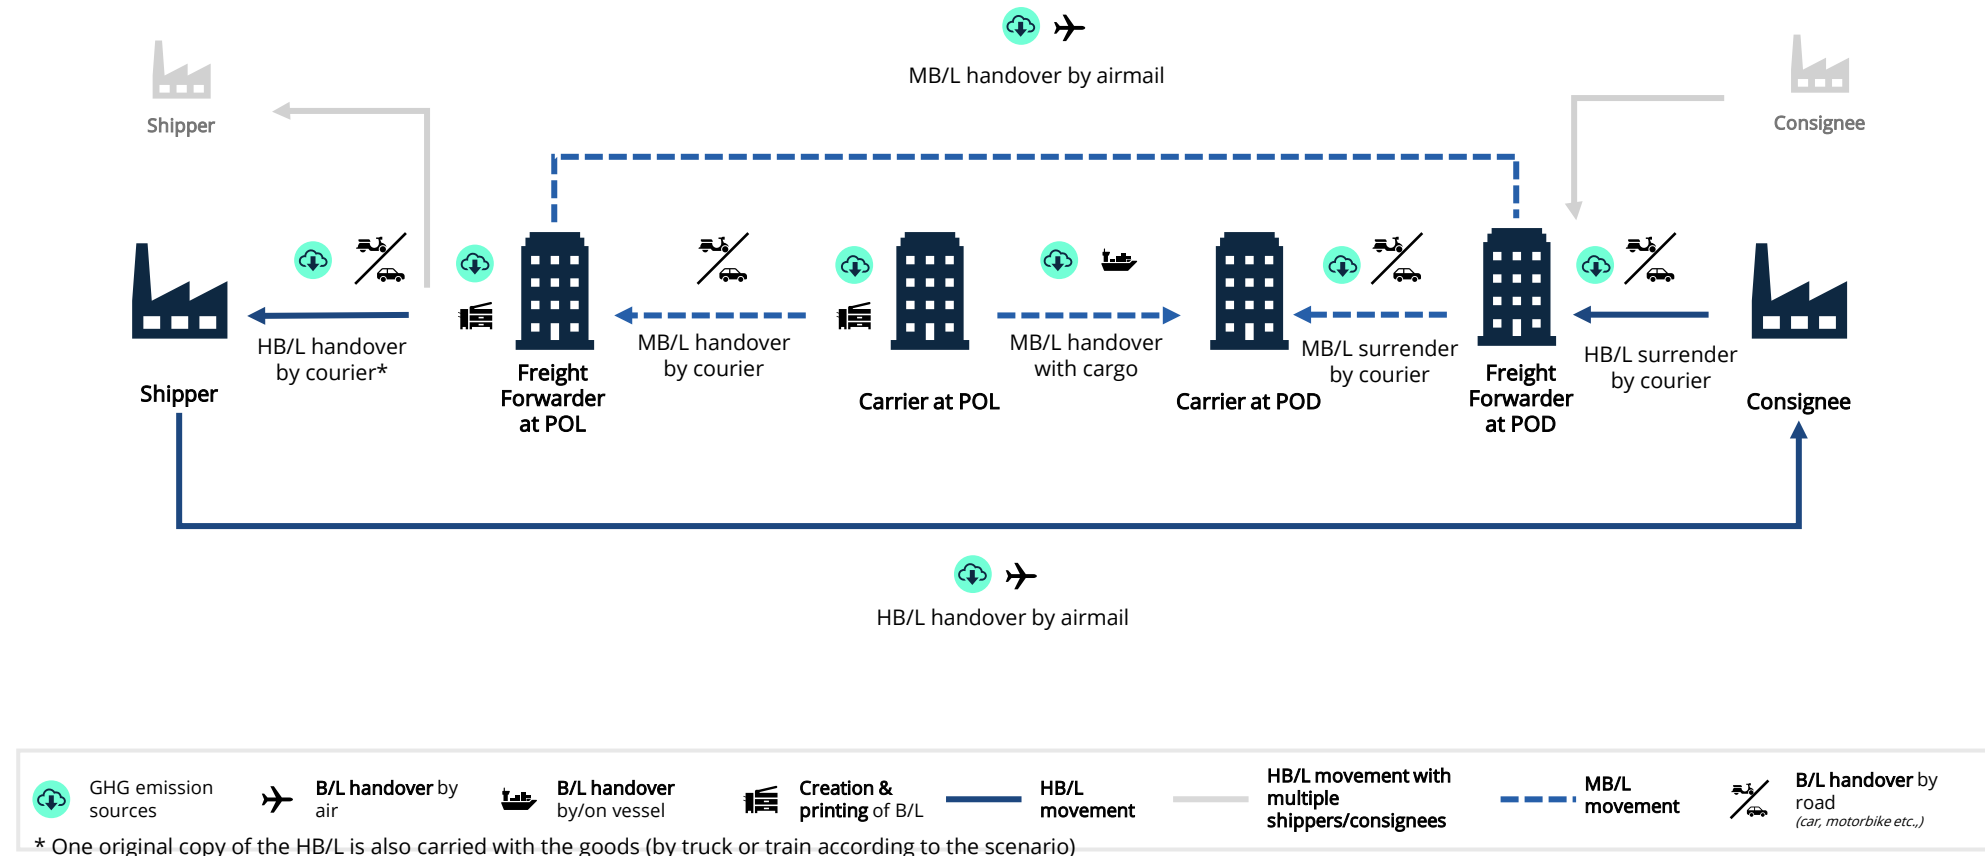 MB/L handover by airmail
Shipper
Consignee
HB/L handover
by courier*
MB/L handover
by courier
MB/L handover
with cargo
MB/L surrender
by courier
HB/L surrender
by courier
Shipper
Freight
Forwarder
at POL
Carrier at POL
Carrier at POD
Freight
Forwarder
at POD
Consignee
HB/L handover by airmail
GHG emission
sources
B/L handover by
air
B/L handover
by/on vessel
Creation &
printing of B/L
HB/L
movement
HB/L movement with
multiple
shippers/consignees
MB/L
movement
B/L handover by
road
(car, motorbike etc.,)
* One original copy of the HB/L is also carried with the goods (by truck or train according to the scenario)